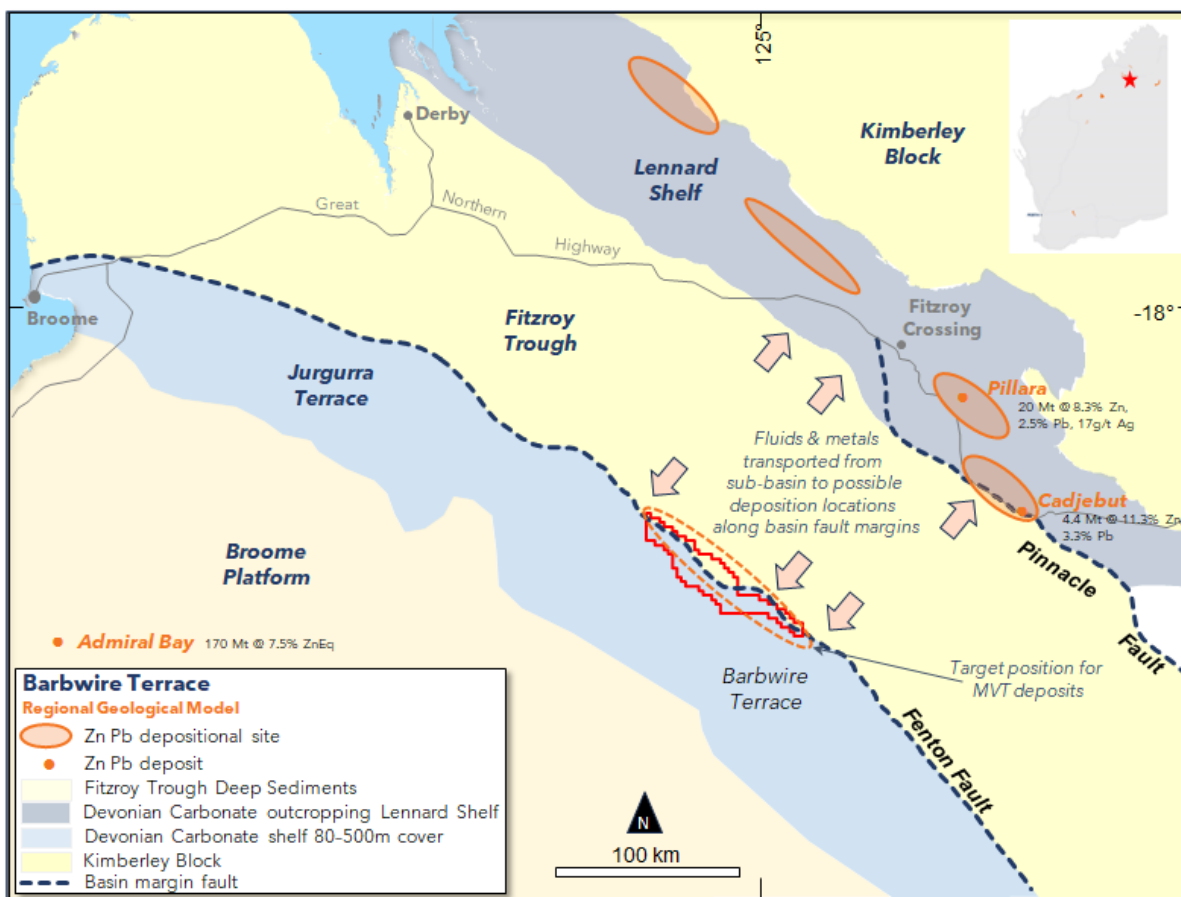 125°
Derby
Kimberley
Block
Lennard
Shelf
Great
Northern
Highway
-18°
Broome
Fitzroy
Crossing
Fitzroy
Trough
Jurgurra
Terrace
Pillara
20 Mt @ 8.3% Zn,
2.5% Pb, 17g/t Ag
Fluids & metals
transported from
sub-basin to possible
deposition locations
along basin fault margins
Cadjebut
4.4 Mt @ 11.3% Zn
3.3% Pb
Broome
Platform
Pinnacle
Fault
Admiral Bay 170 Mt @ 7.5% ZnEq
Barbwire
Terrace
Target position for
MVT deposits
Fenton Fault
Barbwire Terrace
Regional Geological Model
Zn Pb depositional site
Zn Pb deposit
Fitzroy Trough Deep Sediments
Devonian Carbonate outcropping Lennard Shelf
Devonian Carbonate shelf 80-500m cover
Kimberley Block
Basin margin fault
N
100 km